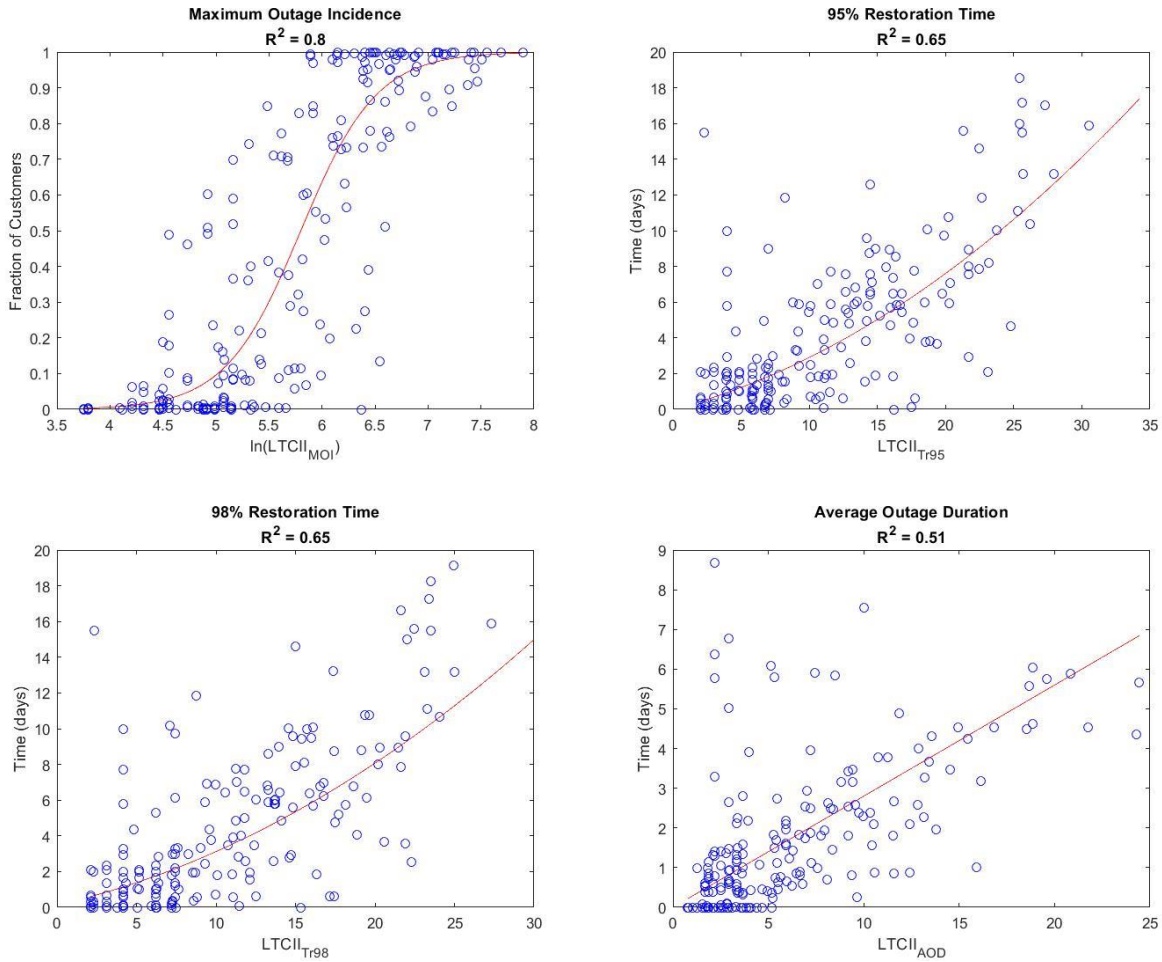 Maximum Outage Incidence
R² = 0.8
1
0.9
0.8
0.7
0.6
0.5
0.4
0.3
0.2
0.1
0
Fraction of Customers
3.5 4 4.5 5 5.5 6 6.5 7 7.5 8
ln(LTCII_MOI)
95% Restoration Time
R² = 0.65
20
18
16
14
12
10
8
6
4
2
0
Time (days)
0 5 10 15 20 25 30 35
LTCII_Tr95
98% Restoration Time
R² = 0.65
20
18
16
14
12
10
8
6
4
2
0
Time (days)
0 5 10 15 20 25 30
LTCII_Tr98
Average Outage Duration
R² = 0.51
9
8
7
6
5
4
3
2
1
0
Time (days)
0 5 10 15 20 25
LTCII_AOD